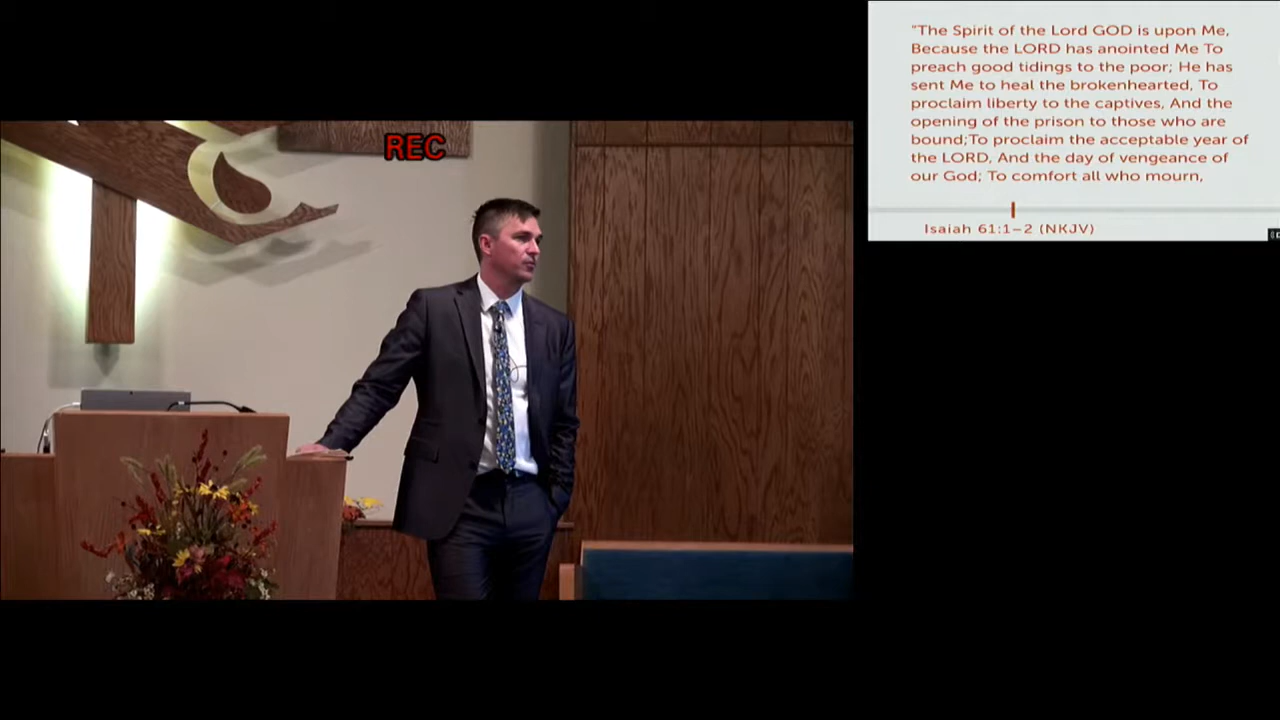 REC
"The Spirit of the Lord GOD is upon Me,
Because the LORD has anointed Me To
preach good tidings to the poor; He has
sent Me to heal the brokenhearted, To
proclaim liberty to the captives, And the
opening of the prison to those who are
bound;To proclaim the acceptable year of
the LORD, And the day of vengeance of
our God; To comfort all who mourn,
Isaiah 61:1–2 (NKJV)